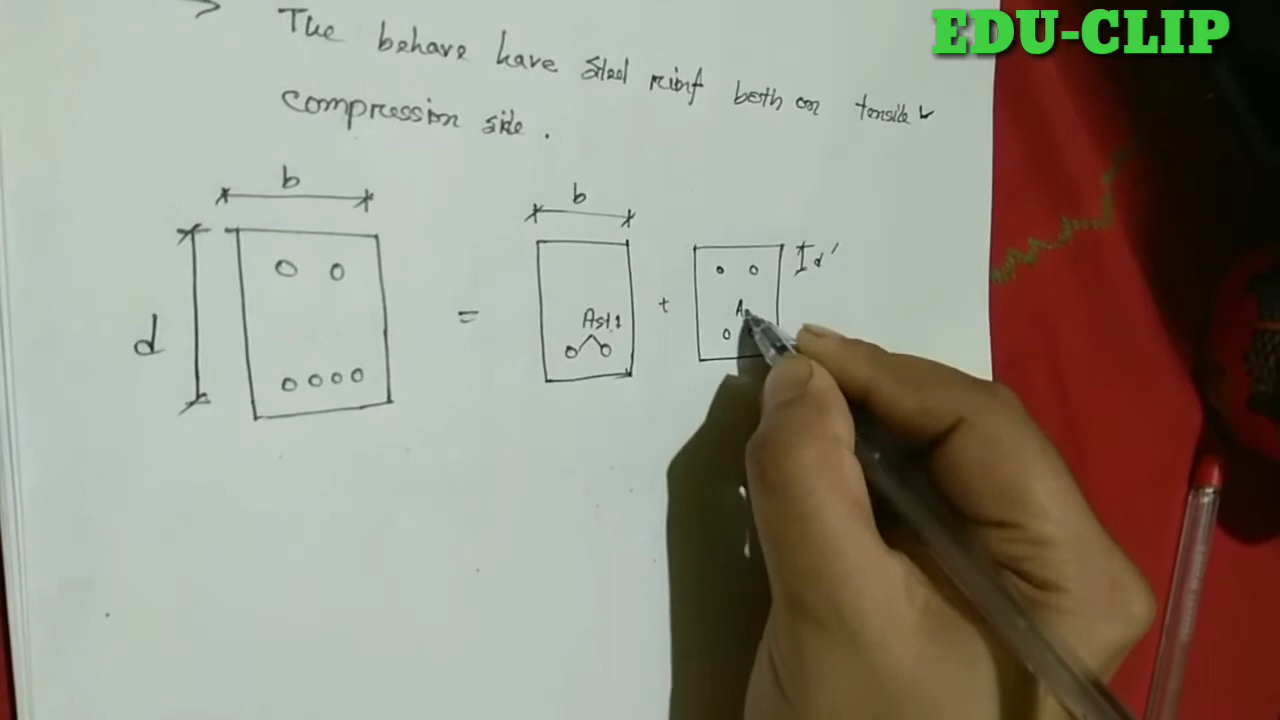 EDU-CLIP
The behave have steel reinf both on tensile
compression side.
b
b
d'
Ast1
+
A
=
d